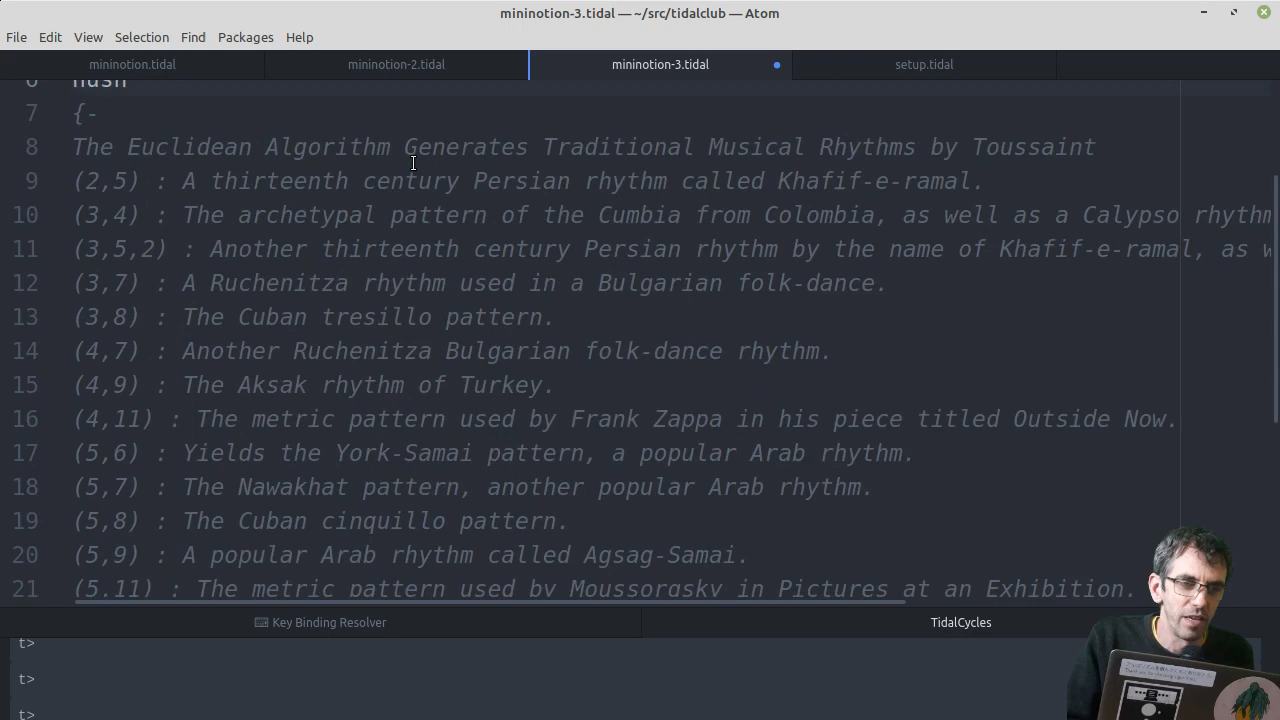 mininotion-3.tidal — ~/src/tidalclub — Atom
File Edit View Selection Find Packages Help
mininotion.tidal mininotion-2.tidal mininotion-3.tidal setup.tidal
6 hush
7 {-
8 The Euclidean Algorithm Generates Traditional Musical Rhythms by Toussaint
9 (2,5) : A thirteenth century Persian rhythm called Khafif-e-ramal.
10 (3,4) : The archetypal pattern of the Cumbia from Colombia, as well as a Calypso rhythm
11 (3,5,2) : Another thirteenth century Persian rhythm by the name of Khafif-e-ramal, as w
12 (3,7) : A Ruchenitza rhythm used in a Bulgarian folk-dance.
13 (3,8) : The Cuban tresillo pattern.
14 (4,7) : Another Ruchenitza Bulgarian folk-dance rhythm.
15 (4,9) : The Aksak rhythm of Turkey.
16 (4,11) : The metric pattern used by Frank Zappa in his piece titled Outside Now.
17 (5,6) : Yields the York-Samai pattern, a popular Arab rhythm.
18 (5,7) : The Nawakhat pattern, another popular Arab rhythm.
19 (5,8) : The Cuban cinquillo pattern.
20 (5,9) : A popular Arab rhythm called Agsag-Samai.
21 (5,11) : The metric pattern used by Moussorgsky in Pictures at an Exhibition.
Key Binding Resolver TidalCycles
t>
t>
t>